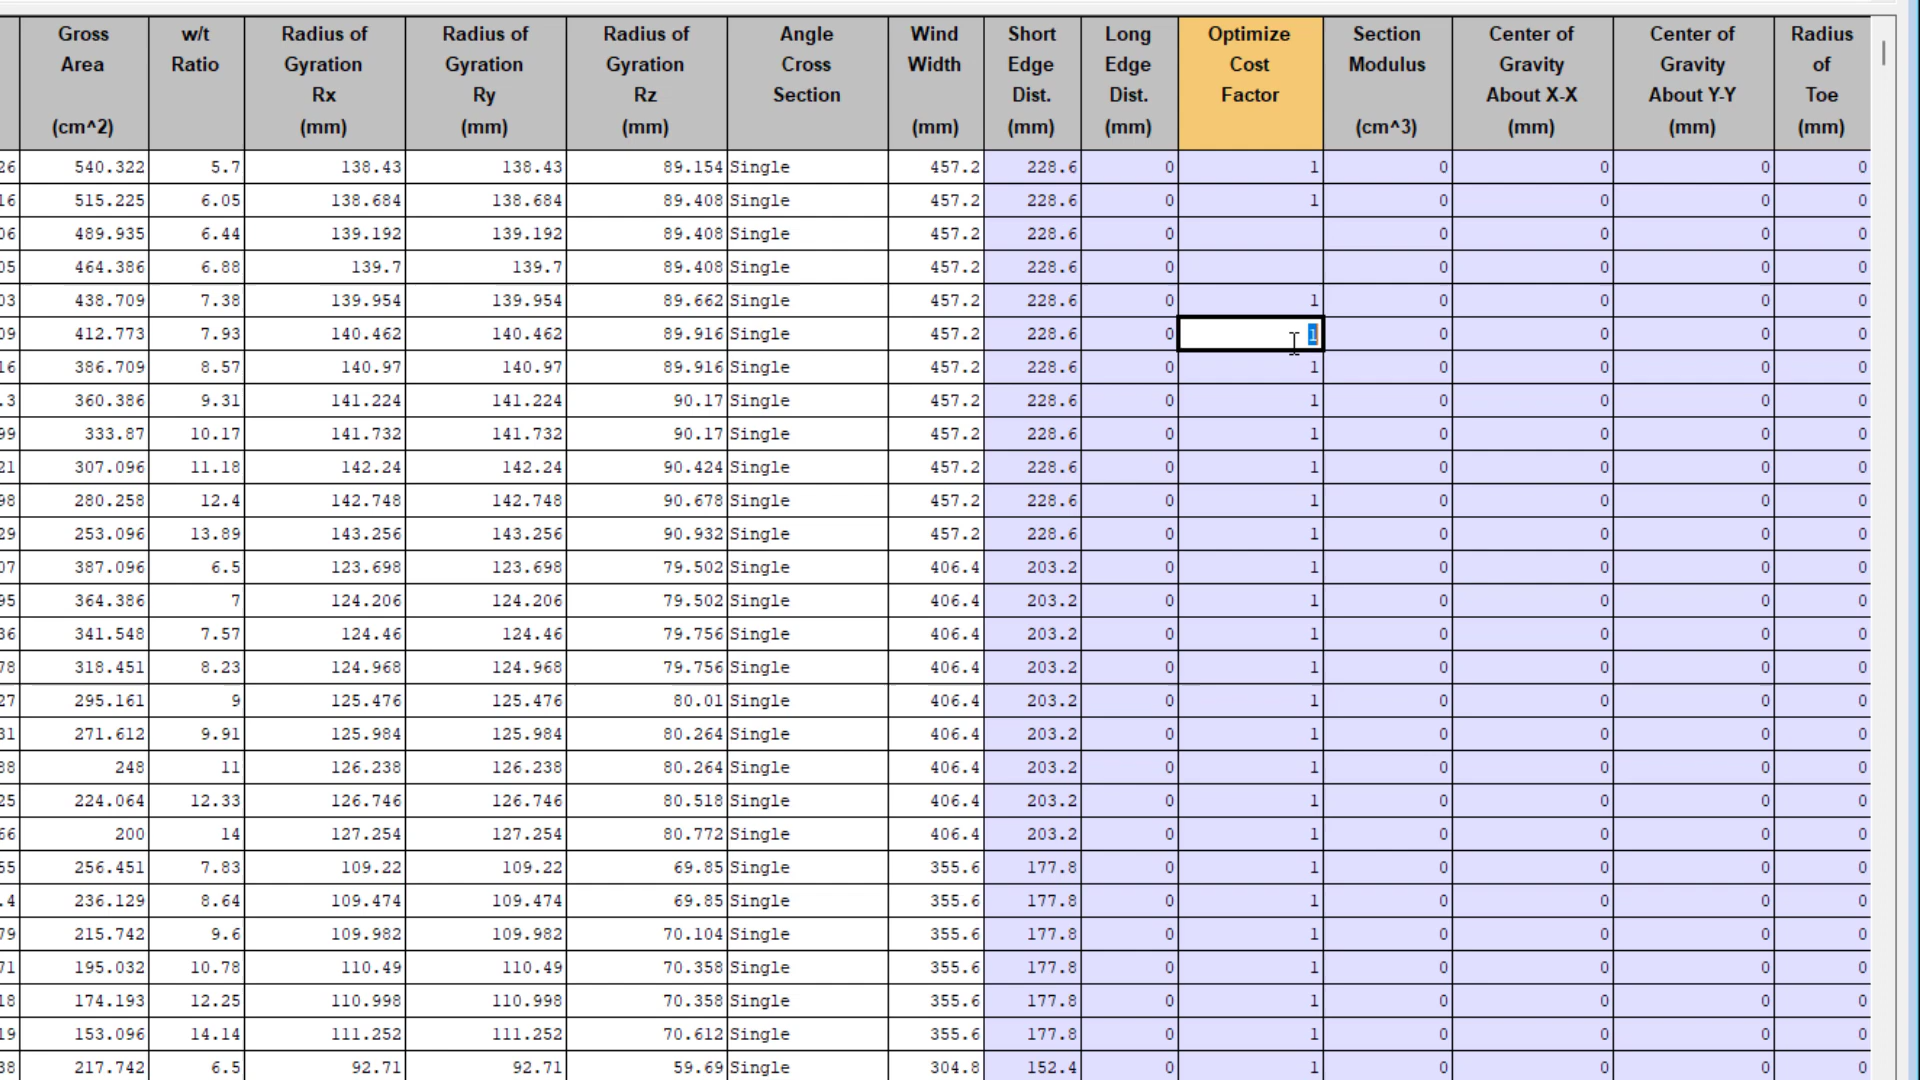 Gross Area (cm^2) w/t Ratio Radius of Gyration Rx (mm) Radius of Gyration Ry (mm) Radius of Gyration Rz (mm) Angle Cross Section Wind Width (mm) Short Edge Dist. (mm) Long Edge Dist. (mm) Optimize Cost Factor Section Modulus (cm^3) Center of Gravity About X-X (mm) Center of Gravity About Y-Y (mm) Radius of Toe (mm)
26 540.322 5.7 138.43 138.43 89.154 Single 457.2 228.6 0 1 0 0 0 0
16 515.225 6.05 138.684 138.684 89.408 Single 457.2 228.6 0 1 0 0 0 0
06 489.935 6.44 139.192 139.192 89.408 Single 457.2 228.6 0 0 0 0 0
05 464.386 6.88 139.7 139.7 89.408 Single 457.2 228.6 0 0 0 0 0
03 438.709 7.38 139.954 139.954 89.662 Single 457.2 228.6 0 1 0 0 0 0
09 412.773 7.93 140.462 140.462 89.916 Single 457.2 228.6 0 1 0 0 0 0
16 386.709 8.57 140.97 140.97 89.916 Single 457.2 228.6 0 1 0 0 0 0
.3 360.386 9.31 141.224 141.224 90.17 Single 457.2 228.6 0 1 0 0 0 0
99 333.87 10.17 141.732 141.732 90.17 Single 457.2 228.6 0 1 0 0 0 0
21 307.096 11.18 142.24 142.24 90.424 Single 457.2 228.6 0 1 0 0 0 0
98 280.258 12.4 142.748 142.748 90.678 Single 457.2 228.6 0 1 0 0 0 0
29 253.096 13.89 143.256 143.256 90.932 Single 457.2 228.6 0 1 0 0 0 0
07 387.096 6.5 123.698 123.698 79.502 Single 406.4 203.2 0 1 0 0 0 0
95 364.386 7 124.206 124.206 79.502 Single 406.4 203.2 0 1 0 0 0 0
36 341.548 7.57 124.46 124.46 79.756 Single 406.4 203.2 0 1 0 0 0 0
78 318.451 8.23 124.968 124.968 79.756 Single 406.4 203.2 0 1 0 0 0 0
27 295.161 9 125.476 125.476 80.01 Single 406.4 203.2 0 1 0 0 0 0
31 271.612 9.91 125.984 125.984 80.264 Single 406.4 203.2 0 1 0 0 0 0
88 248 11 126.238 126.238 80.264 Single 406.4 203.2 0 1 0 0 0 0
25 224.064 12.33 126.746 126.746 80.518 Single 406.4 203.2 0 1 0 0 0 0
66 200 14 127.254 127.254 80.772 Single 406.4 203.2 0 1 0 0 0 0
55 256.451 7.83 109.22 109.22 69.85 Single 355.6 177.8 0 1 0 0 0 0
.4 236.129 8.64 109.474 109.474 69.85 Single 355.6 177.8 0 1 0 0 0 0
79 215.742 9.6 109.982 109.982 70.104 Single 355.6 177.8 0 1 0 0 0 0
71 195.032 10.78 110.49 110.49 70.358 Single 355.6 177.8 0 1 0 0 0 0
18 174.193 12.25 110.998 110.998 70.358 Single 355.6 177.8 0 1 0 0 0 0
19 153.096 14.14 111.252 111.252 70.612 Single 355.6 177.8 0 1 0 0 0 0
38 217.742 6.5 92.71 92.71 59.69 Single 304.8 152.4 0 1 0 0 0 0